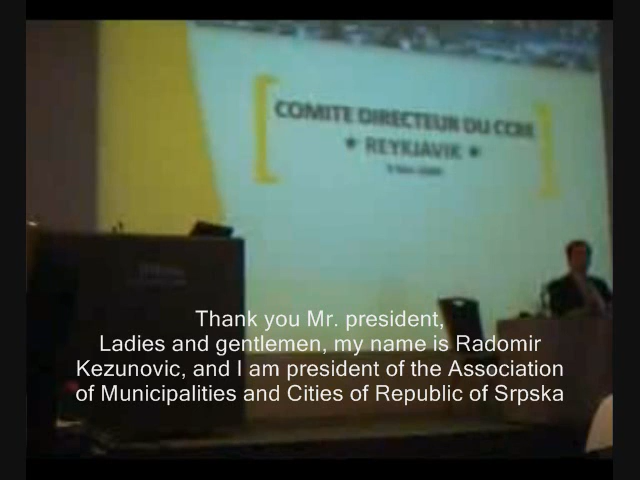 COMITE DIRECTEUR DU CCRE
* REYKJAVIK *
Thank you Mr. president,
Ladies and gentlemen, my name is Radomir
Kezunovic, and I am president of the Association
of Municipalities and Cities of Republic of Srpska